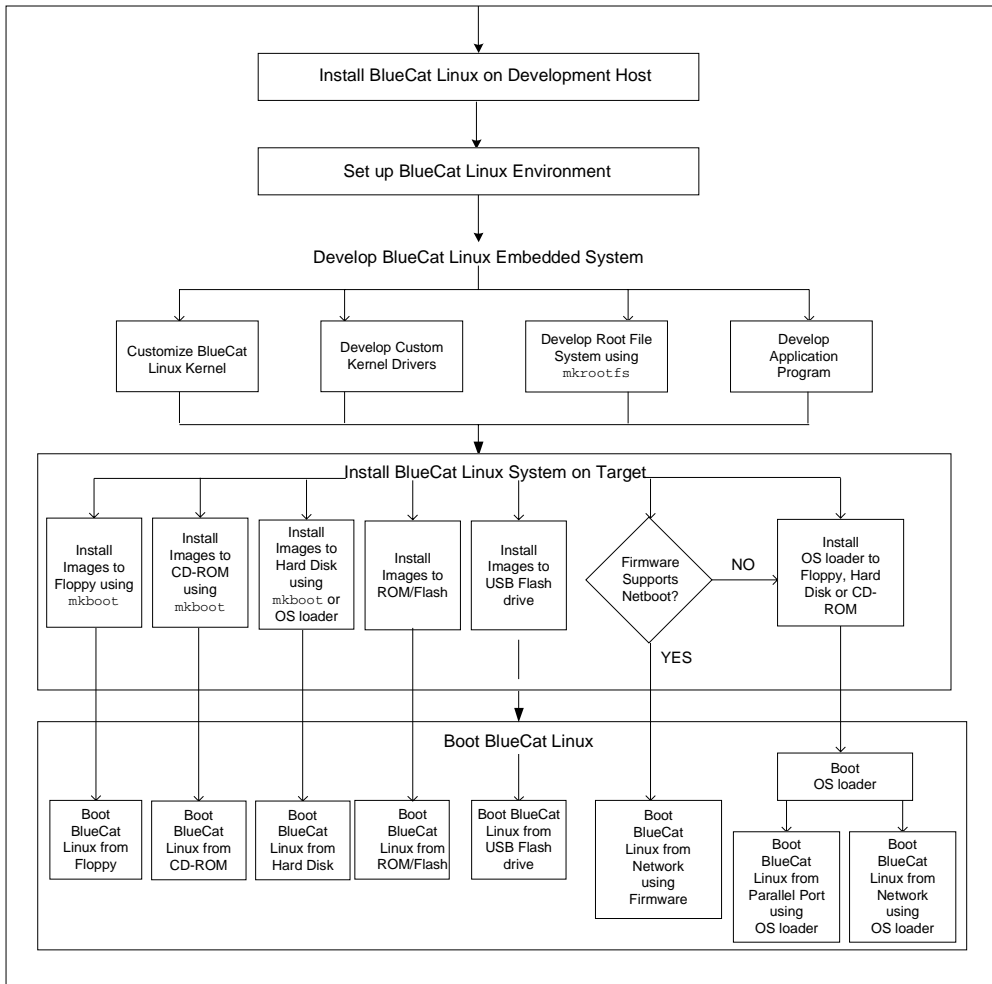 Install BlueCat Linux on Development Host
Set up BlueCat Linux Environment
Develop BlueCat Linux Embedded System
Customize BlueCat
Linux Kernel
Develop Custom
Kernel Drivers
Develop Root File
System using
mkrootfs
Develop
Application
Program
Install BlueCat Linux System on Target
Install
Images to
Floppy using
mkboot
Install
Images to
CD-ROM
using
mkboot
Install
Images to
Hard Disk
using
mkboot or
OS loader
Install
Images to
ROM/Flash
Install
Images to
USB Flash
drive
Firmware
Supports
Netboot?
NO
YES
Install
OS loader to
Floppy, Hard
Disk or CD-
ROM
Boot BlueCat Linux
Boot
BlueCat
Linux from
Floppy
Boot
BlueCat
Linux from
CD-ROM
Boot
BlueCat
Linux from
Hard Disk
Boot
BlueCat
Linux from
ROM/Flash
Boot BlueCat
Linux from
USB Flash
drive
Boot
BlueCat
Linux from
Network
using
Firmware
Boot
OS loader
Boot
BlueCat
Linux from
Parallel Port
using
OS loader
Boot
BlueCat
Linux from
Network
using
OS loader